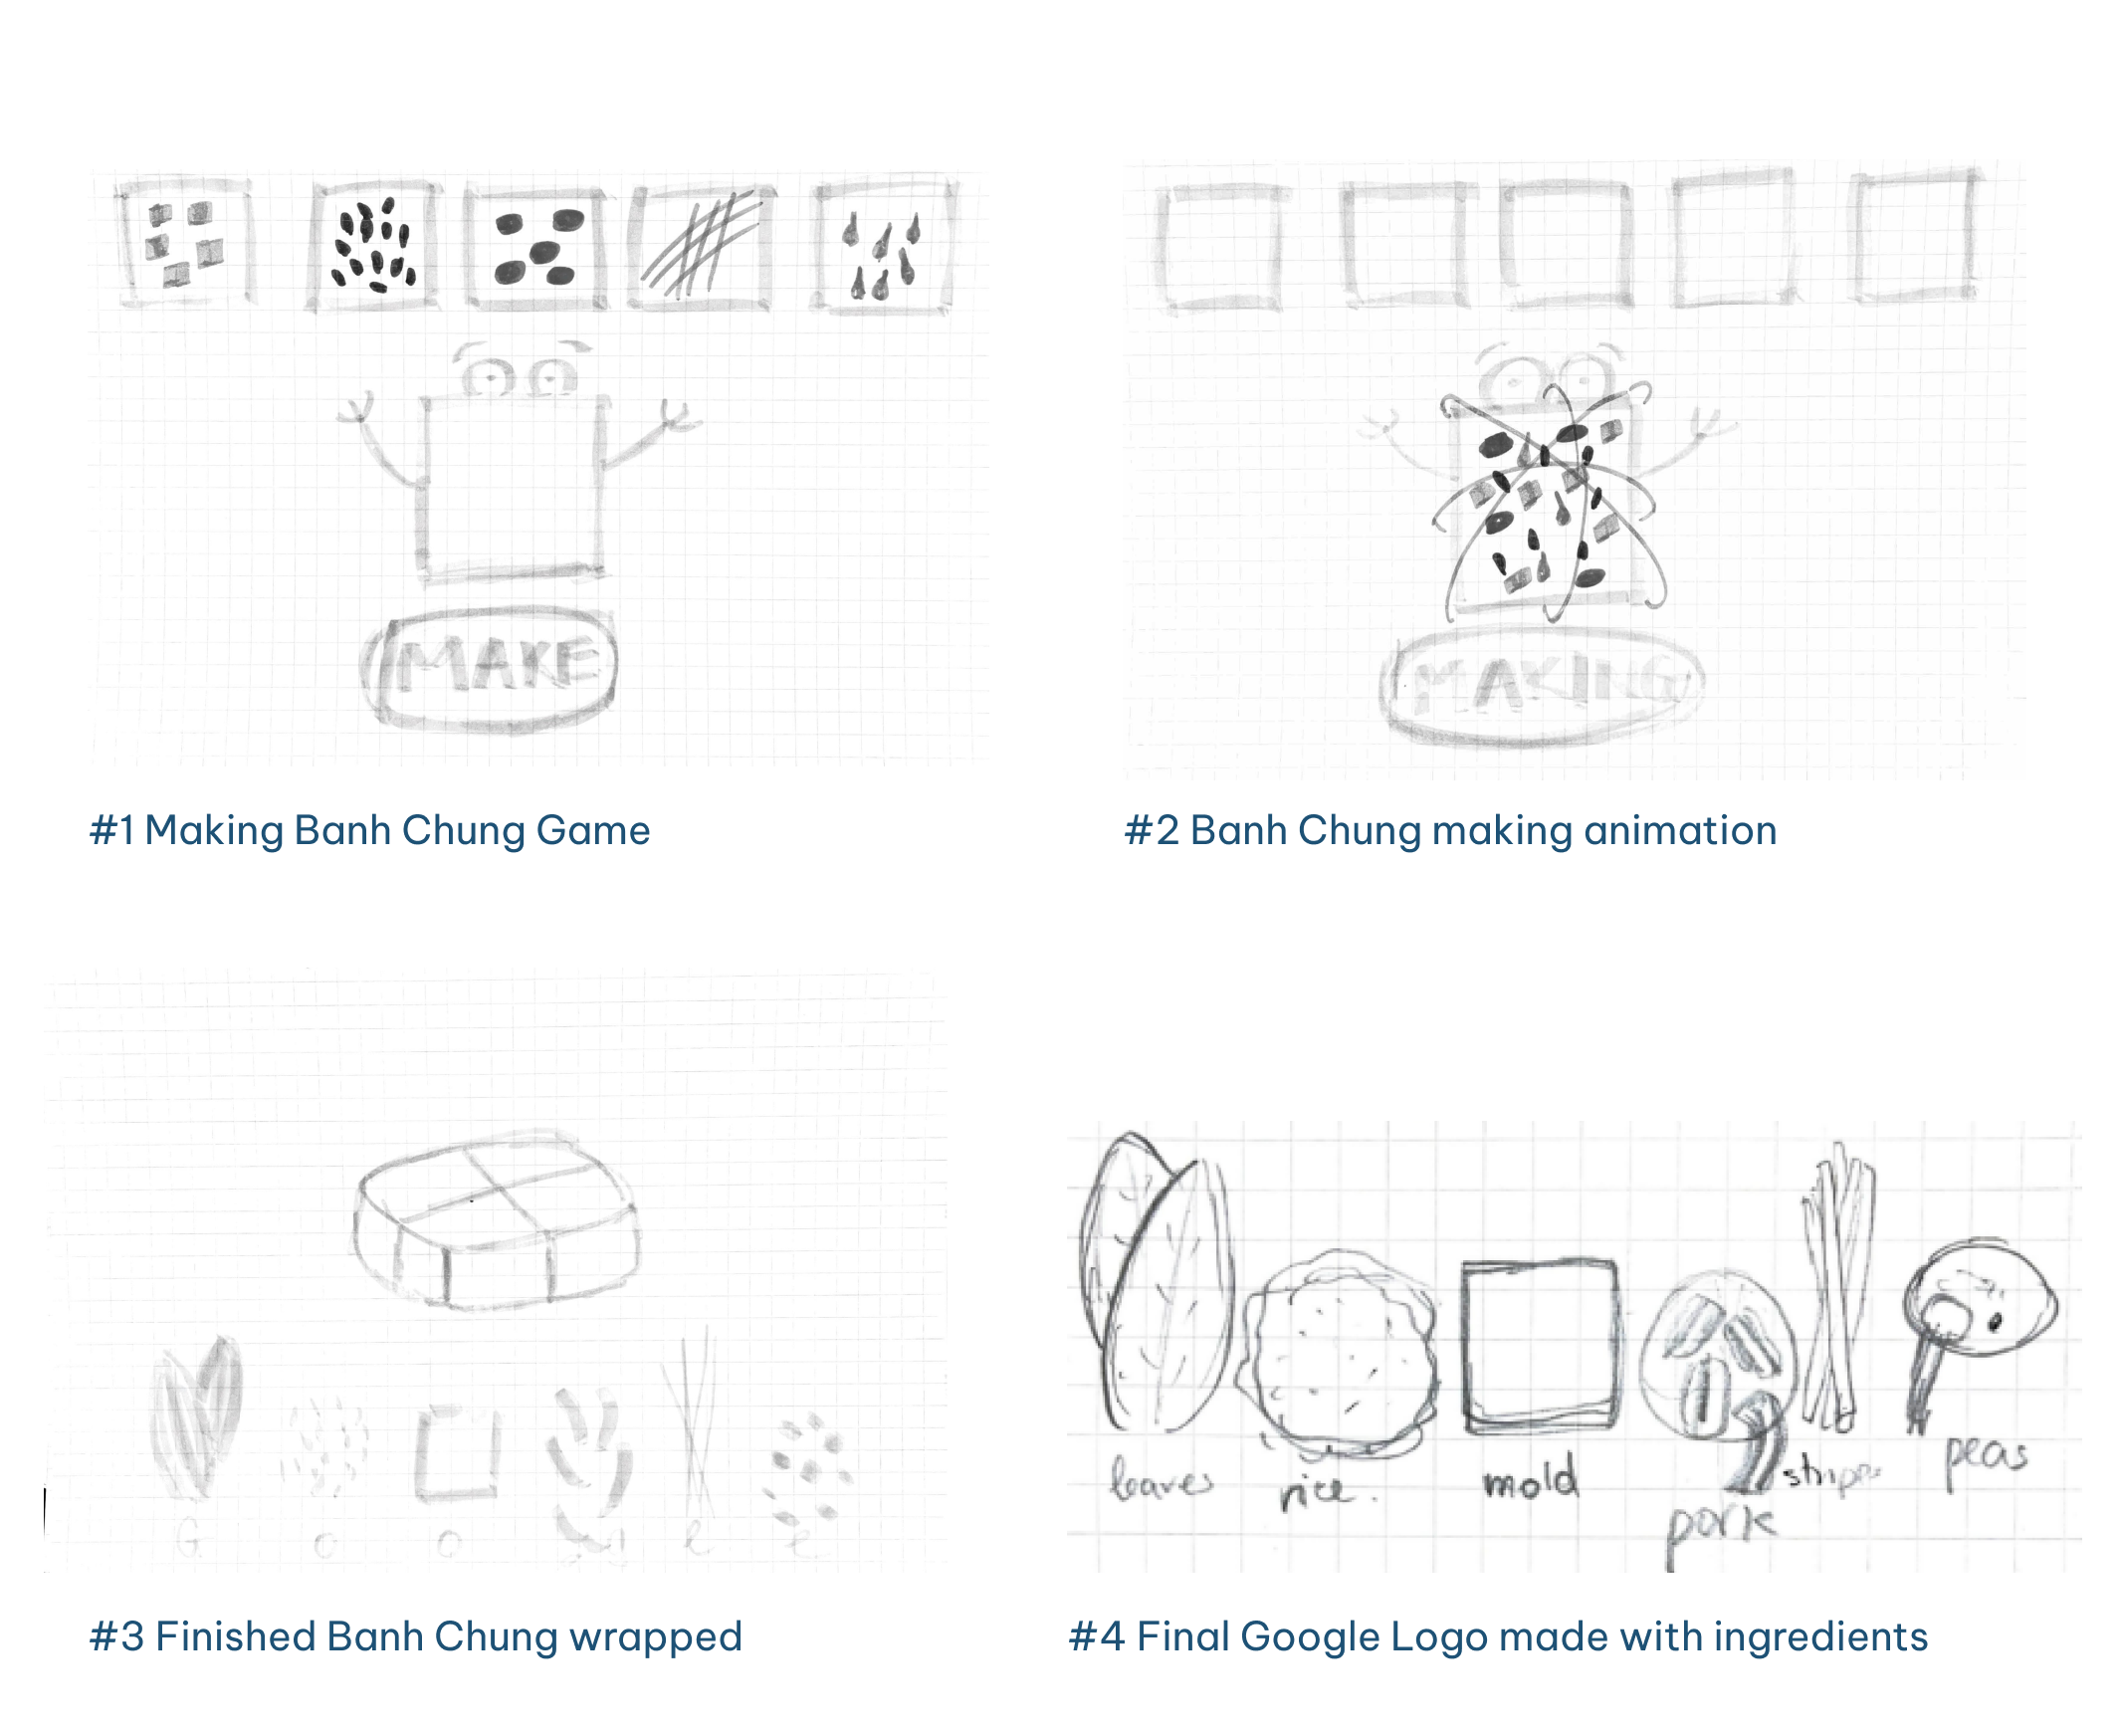 MAKE
#1 Making Banh Chung Game
MAKING
#2 Banh Chung making animation
G o o g l e
#3 Finished Banh Chung wrapped
leaves rice. mold pork strips peas
#4 Final Google Logo made with ingredients